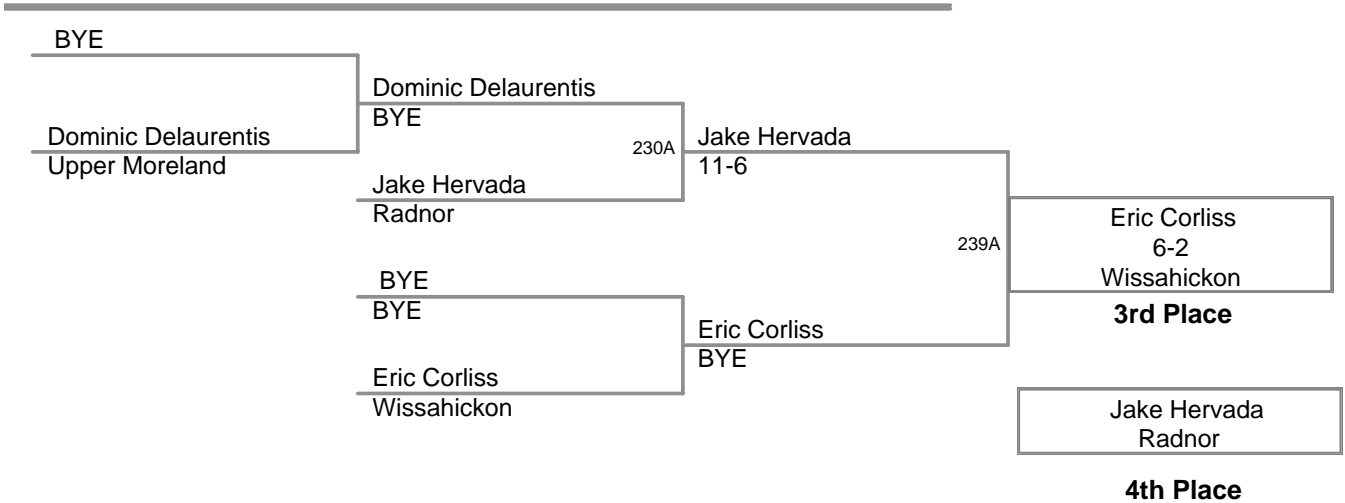 BYE
Dominic Delaurentis
BYE
Dominic Delaurentis
Upper Moreland
230A
Jake Hervada
11-6
Jake Hervada
Radnor
239A
Eric Corliss
6-2
Wissahickon
3rd Place
BYE
BYE
Eric Corliss
BYE
Eric Corliss
Wissahickon
Jake Hervada
Radnor
4th Place